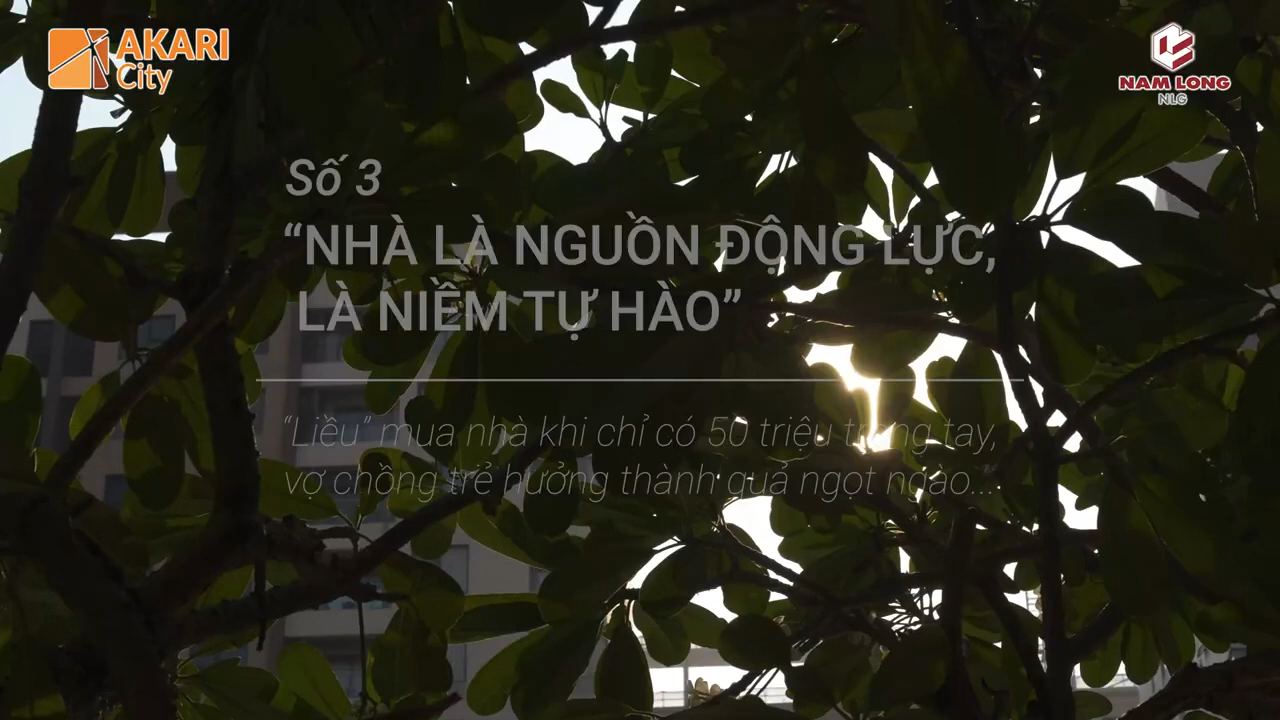 AKARI
City
NAM LONG
NLG
Số 3
“NHÀ LÀ NGUỒN ĐỘNG LỰC,
LÀ NIỀM TỰ HÀO”
“Liều” mua nhà khi chỉ có 50 triệu trong tay,
vợ chồng trẻ hưởng thành quả ngọt ngào...